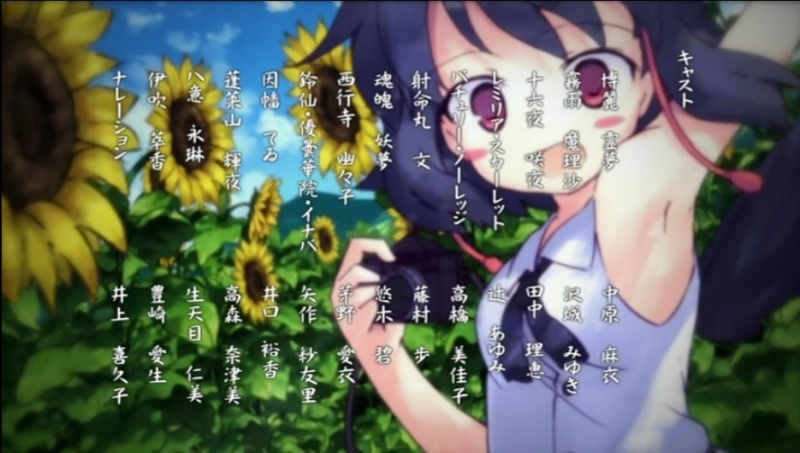 キャスト
博麗 霊夢 中原 麻衣
霧雨 魔理沙 沢城 みゆき
十六夜 咲夜 田中 理恵
レミリア・スカーレット 辻 あゆみ
パチュリー・ノーレッジ 高橋 美佳子
射命丸 文 藤村 歩
魂魄 妖夢 悠木 碧
西行寺 幽々子 茅野 愛衣
鈴仙・優曇華院・イナバ 矢作 紗友里
因幡 てゐ 井口 裕香
蓬莱山 輝夜 高森 奈津美
八意 永琳 生天目 仁美
伊吹 萃香 豊崎 愛生
ナレーション 井上 喜久子